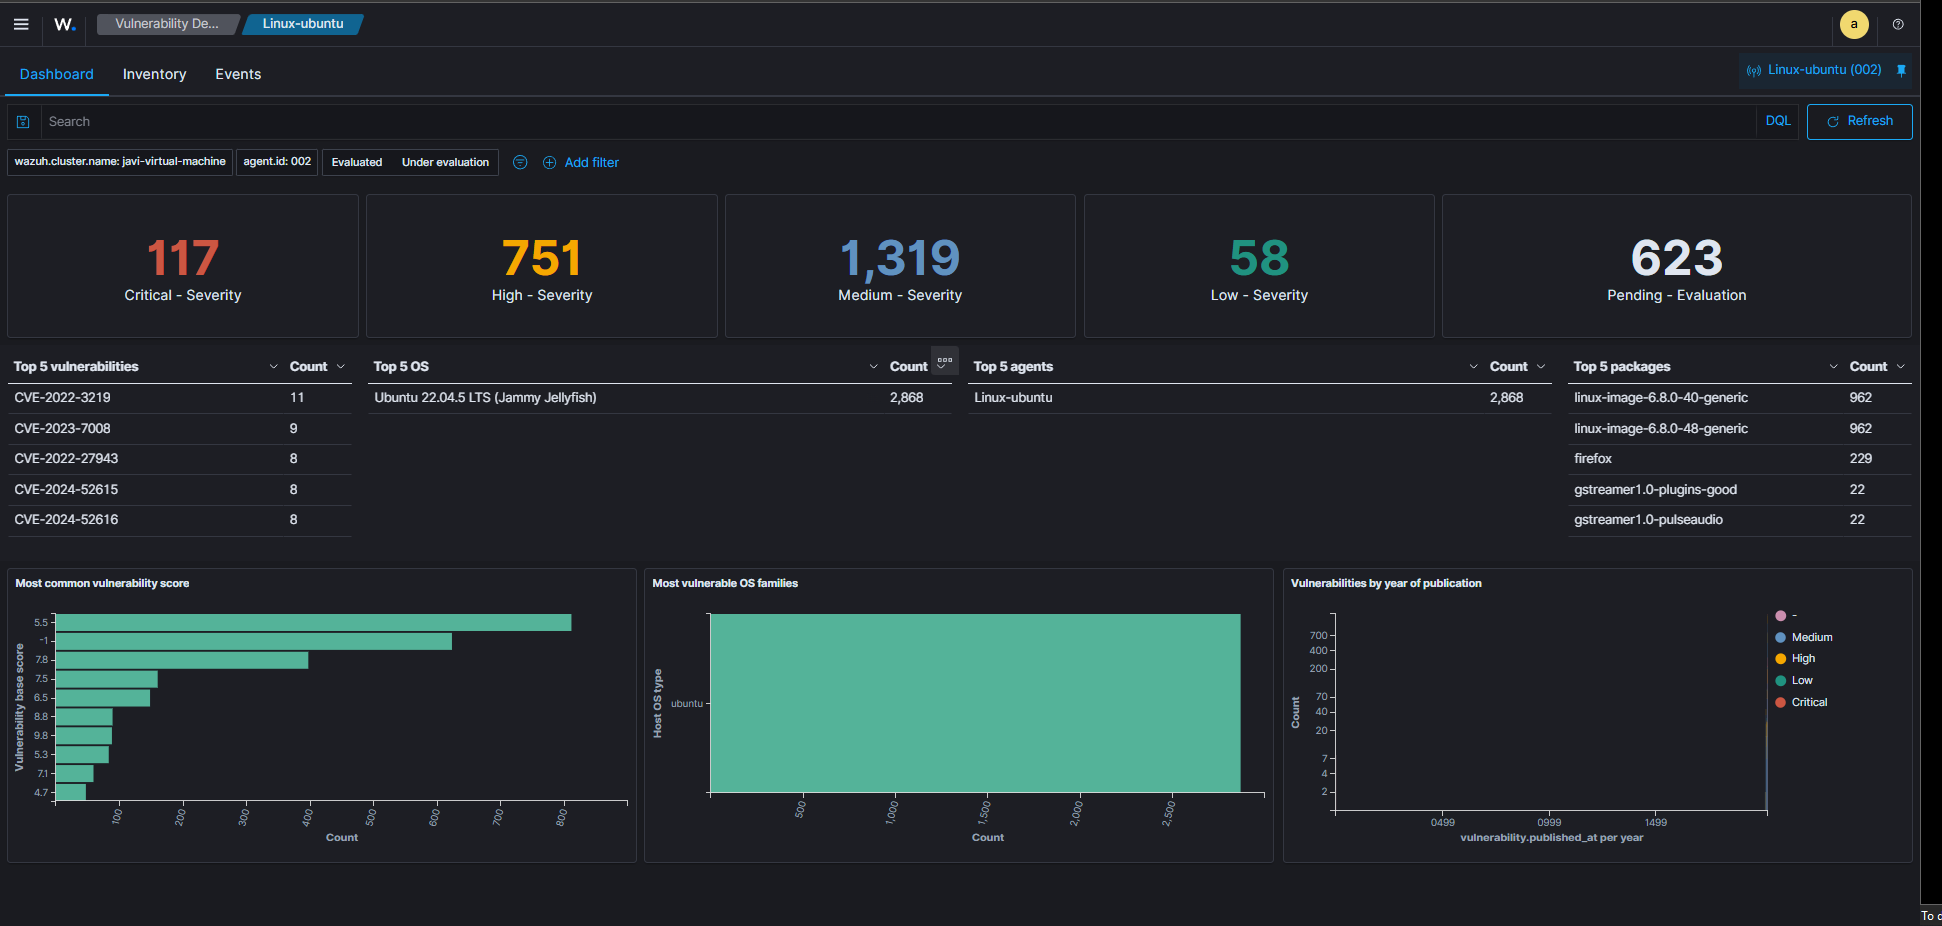 W.
Vulnerability De...
Linux-ubuntu
a
Dashboard
Inventory
Events
Linux-ubuntu (002)
Search
DQL
Refresh
wazuh.cluster.name: javi-virtual-machine
agent.id: 002
Evaluated
Under evaluation
Add filter
117
Critical - Severity
751
High - Severity
1,319
Medium - Severity
58
Low - Severity
623
Pending - Evaluation
Top 5 vulnerabilities Count
CVE-2022-3219 11
CVE-2023-7008 9
CVE-2022-27943 8
CVE-2024-52615 8
CVE-2024-52616 8
Top 5 OS Count
Ubuntu 22.04.5 LTS (Jammy Jellyfish) 2,868
Top 5 agents Count
Linux-ubuntu 2,868
Top 5 packages Count
linux-image-6.8.0-40-generic 962
linux-image-6.8.0-48-generic 962
firefox 229
gstreamer1.0-plugins-good 22
gstreamer1.0-pulseaudio 22
Most common vulnerability score
Vulnerability base score
5.5
-1
7.8
7.5
6.5
8.8
9.8
5.3
7.1
4.7
100 200 300 400 500 600 700 800
Count
Most vulnerable OS families
Host OS type
ubuntu
500 1,000 1,500 2,000 2,500
Count
Vulnerabilities by year of publication
Count
700
400
200
70
40
20
7
4
2
0499 0999 1499
vulnerability.published_at per year
-
Medium
High
Low
Critical
To